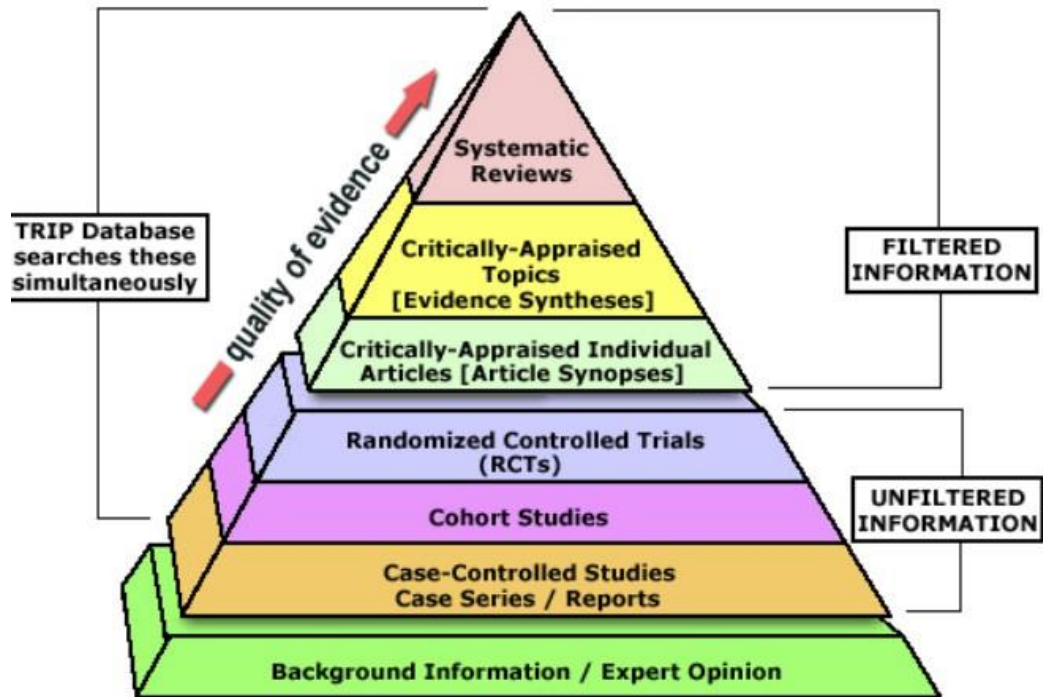 Systematic
Reviews
quality of evidence
TRIP Database
searches these
simultaneously
Critically-Appraised
Topics
[Evidence Syntheses]
FILTERED
INFORMATION
Critically-Appraised Individual
Articles [Article Synopses]
Randomized Controlled Trials
(RCTs)
UNFILTERED
INFORMATION
Cohort Studies
Case-Controlled Studies
Case Series / Reports
Background Information / Expert Opinion